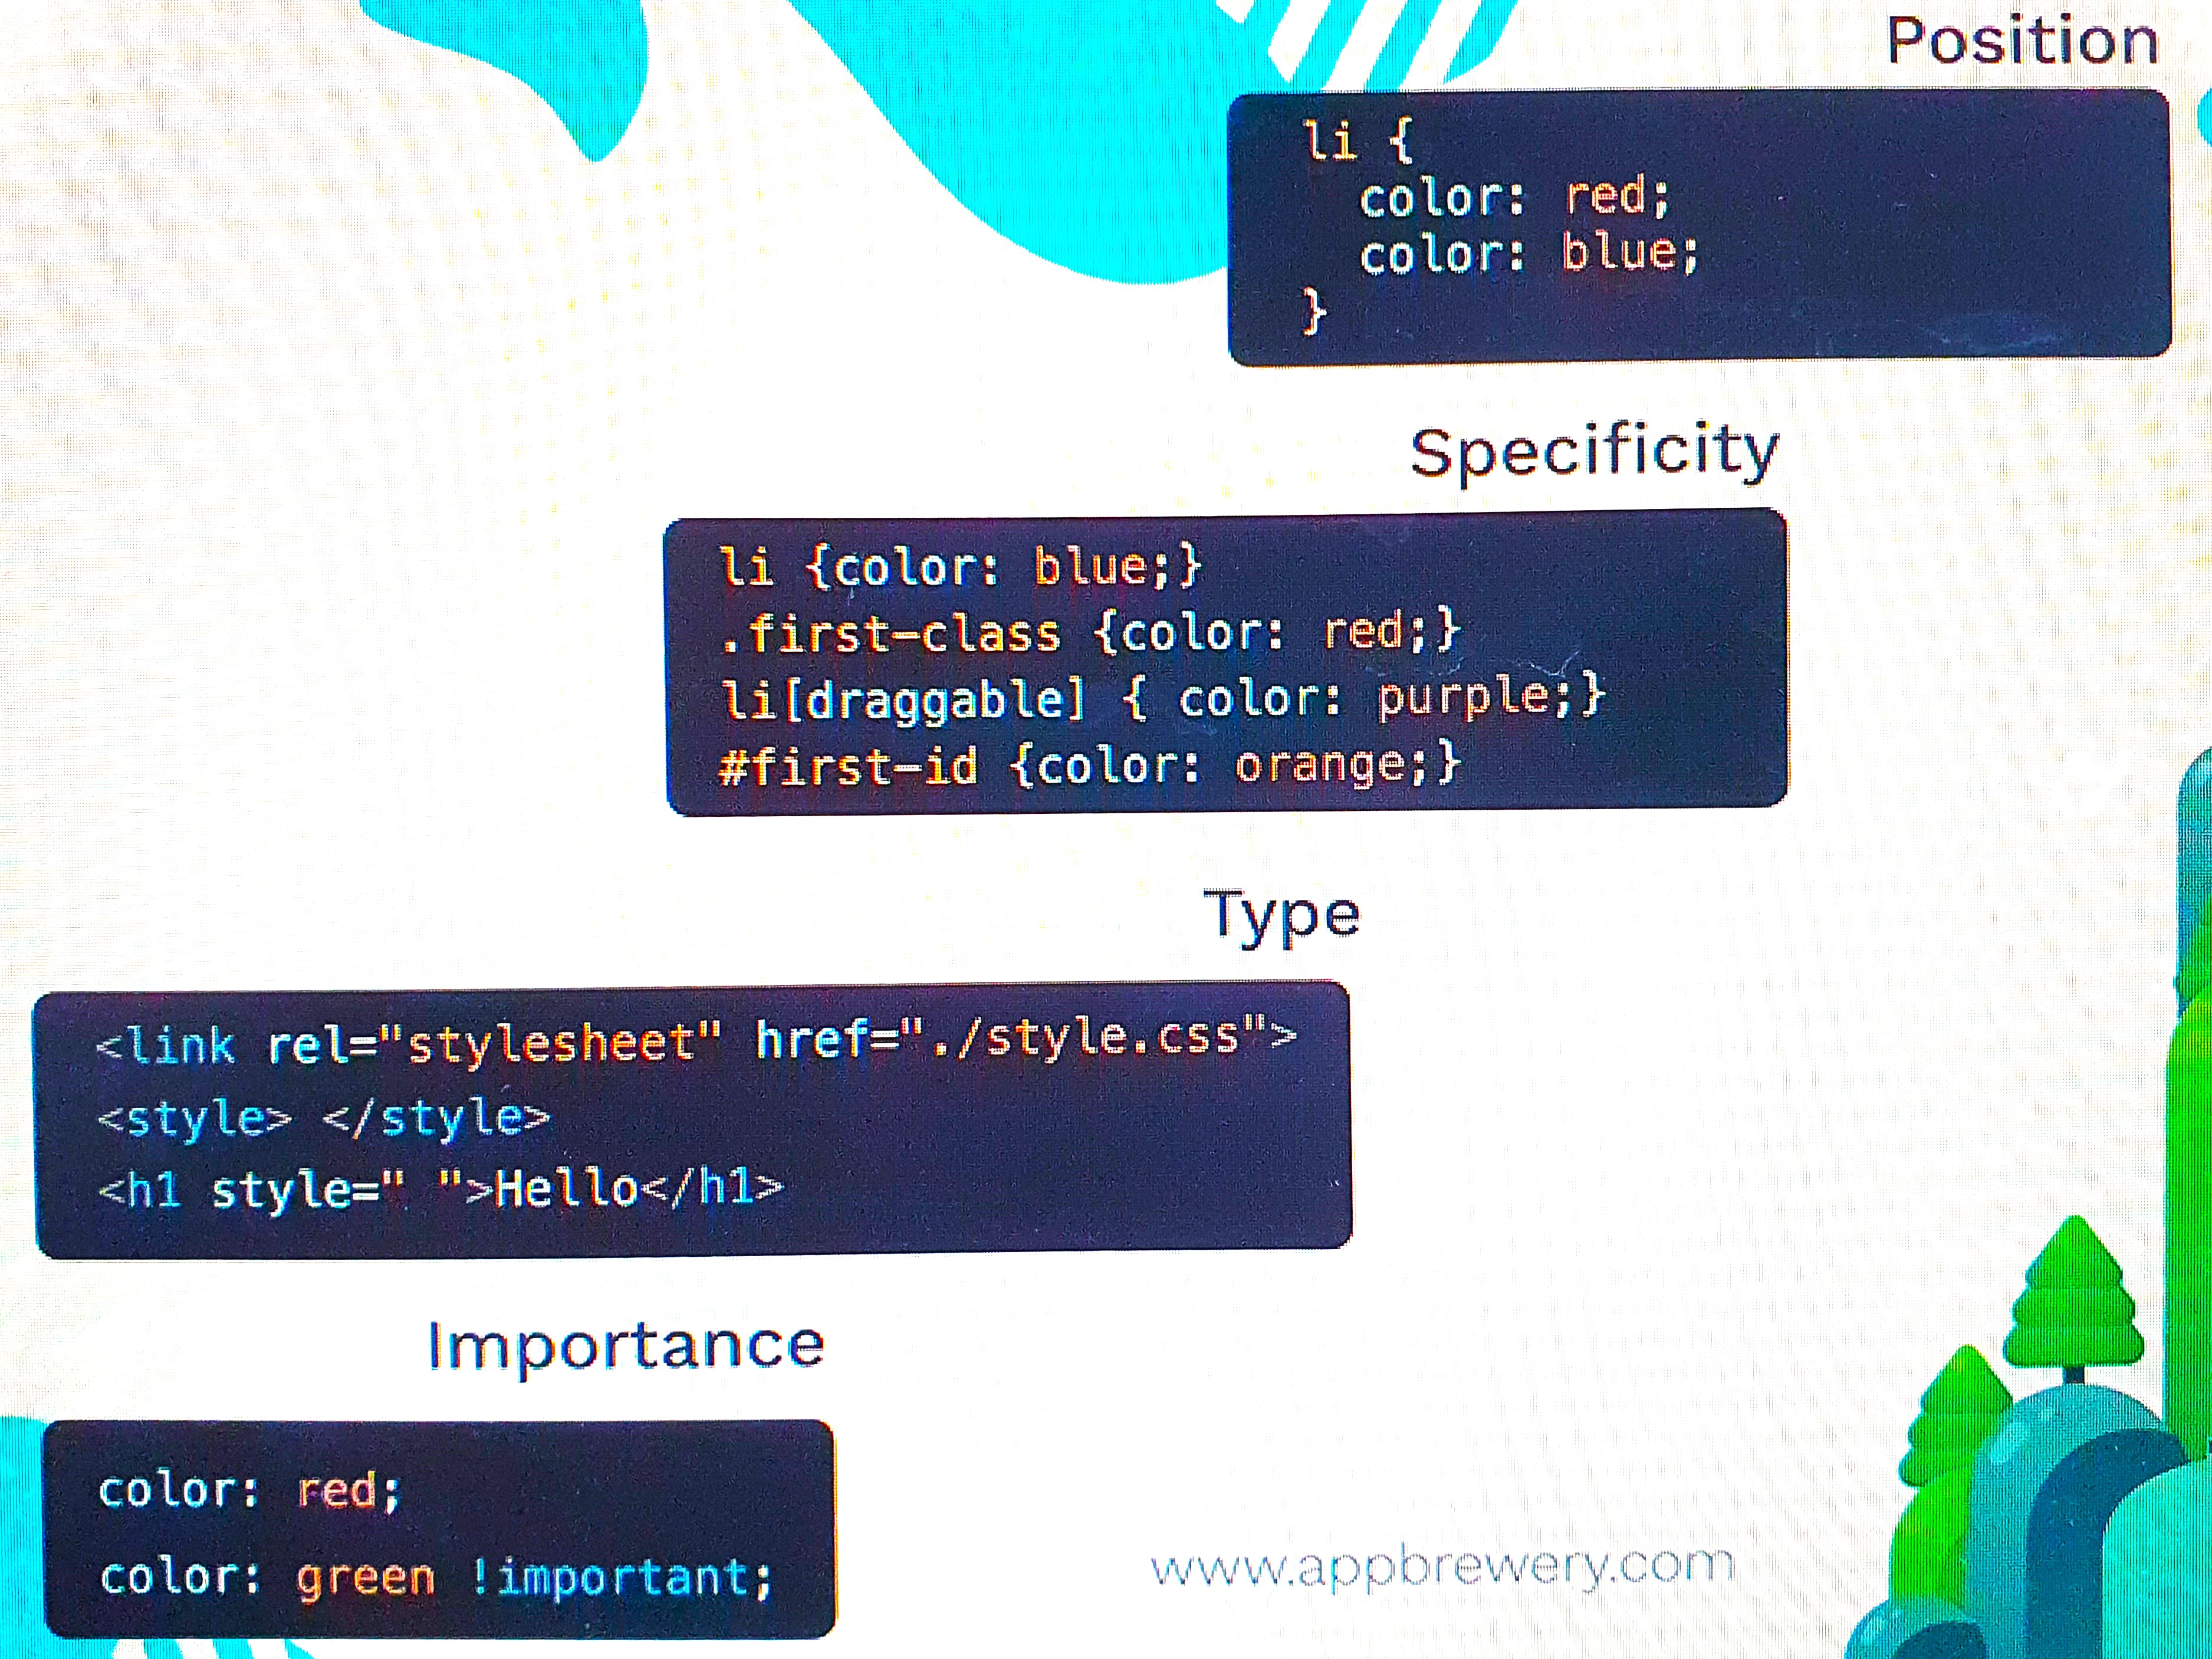 Position
li {
  color: red;
  color: blue;
}
Specificity
li {color: blue;}
.first-class {color: red;}
li[draggable] { color: purple;}
#first-id {color: orange;}
Type
<link rel="stylesheet" href="./style.css">
<style> </style>
<h1 style=" ">Hello</h1>
Importance
color: red;
color: green !important;
www.appbrewery.com